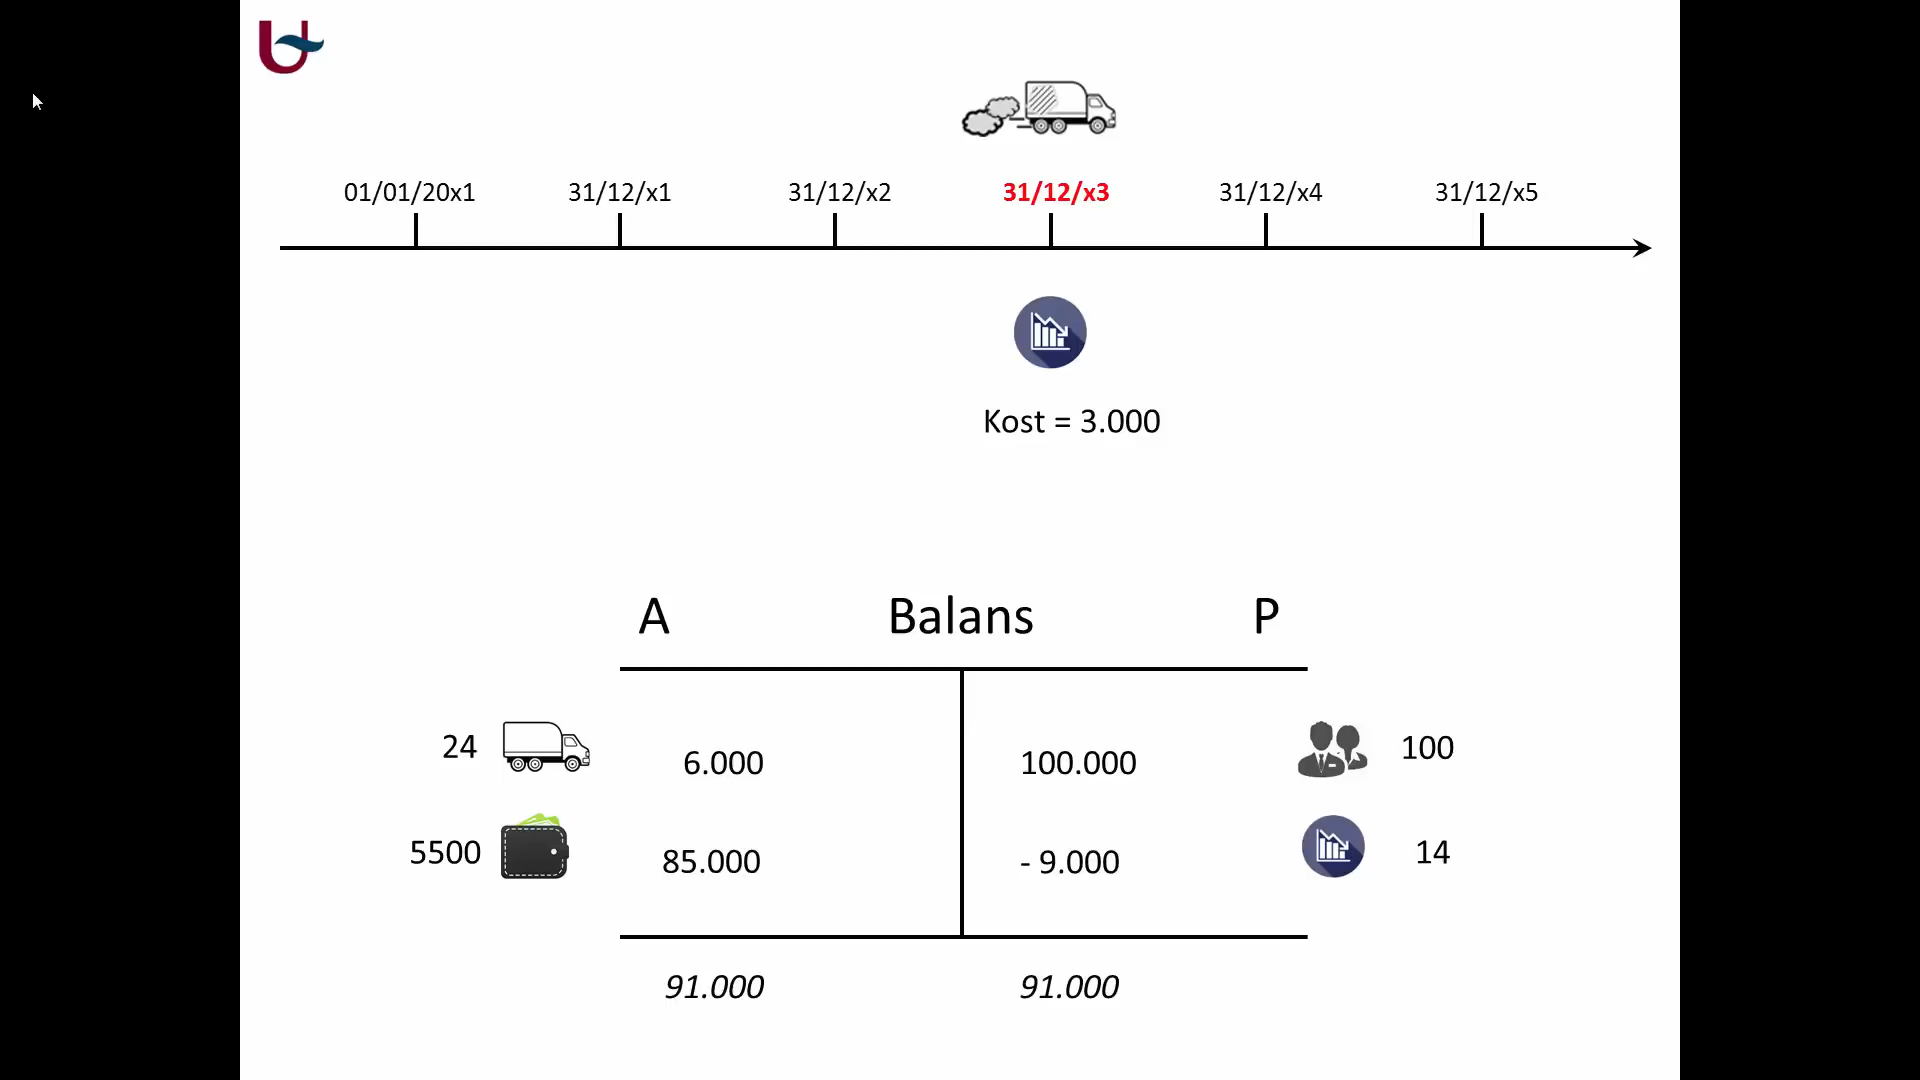 01/01/20x1 31/12/x1 31/12/x2 31/12/x3 31/12/x4 31/12/x5
Kost = 3.000
A Balans P
24 6.000 100.000 100
5500 85.000 - 9.000 14
91.000 91.000